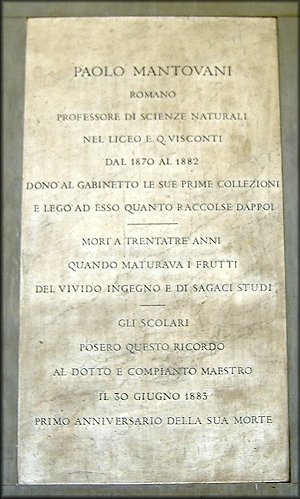 PAOLO MANTOVANI
ROMANO
PROFESSORE DI SCIENZE NATURALI
NEL LICEO E.Q. VISCONTI
DAL 1870 AL 1882
DONO' AL GABINETTO LE SUE PRIME COLLEZIONI
E LEGO' AD ESSO QUANTO RACCOLSE DAPPOI
MORI' A TRENTATRE' ANNI
QUANDO MATURAVA I FRUTTI
DEL VIVIDO INGEGNO E DI SAGACI STUDI
GLI SCOLARI
POSERO QUESTO RICORDO
AL DOTTO E COMPIANTO MAESTRO
IL 30 GIUGNO 1883
PRIMO ANNIVERSARIO DELLA SUA MORTE